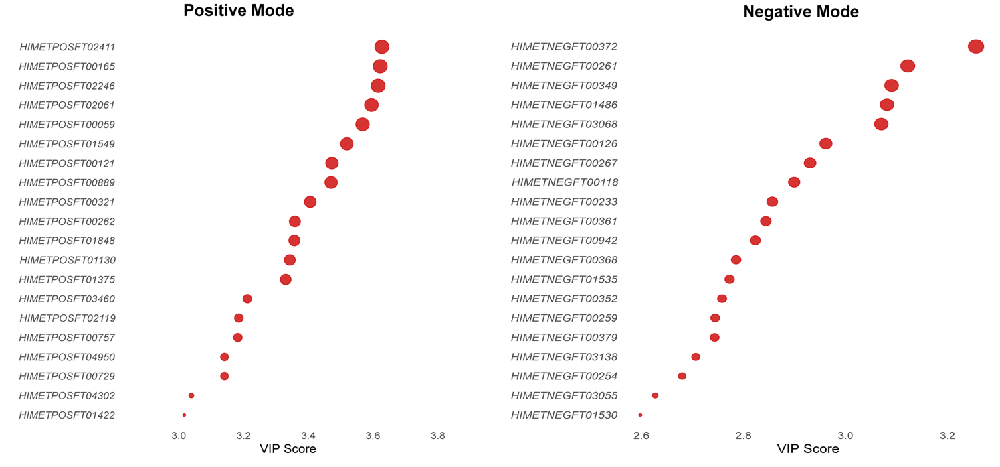 Positive Mode
HIMETPOSFT02411
HIMETPOSFT00165
HIMETPOSFT02246
HIMETPOSFT02061
HIMETPOSFT00059
HIMETPOSFT01549
HIMETPOSFT00121
HIMETPOSFT00889
HIMETPOSFT00321
HIMETPOSFT00262
HIMETPOSFT01848
HIMETPOSFT01130
HIMETPOSFT01375
HIMETPOSFT03460
HIMETPOSFT02119
HIMETPOSFT00757
HIMETPOSFT04950
HIMETPOSFT00729
HIMETPOSFT04302
HIMETPOSFT01422
3.0 3.2 3.4 3.6 3.8
VIP Score
Negative Mode
HIMETNEGFT00372
HIMETNEGFT00261
HIMETNEGFT00349
HIMETNEGFT01486
HIMETNEGFT03068
HIMETNEGFT00126
HIMETNEGFT00267
HIMETNEGFT00118
HIMETNEGFT00233
HIMETNEGFT00361
HIMETNEGFT00942
HIMETNEGFT00368
HIMETNEGFT01535
HIMETNEGFT00352
HIMETNEGFT00259
HIMETNEGFT00379
HIMETNEGFT03138
HIMETNEGFT00254
HIMETNEGFT03055
HIMETNEGFT01530
2.6 2.8 3.0 3.2
VIP Score